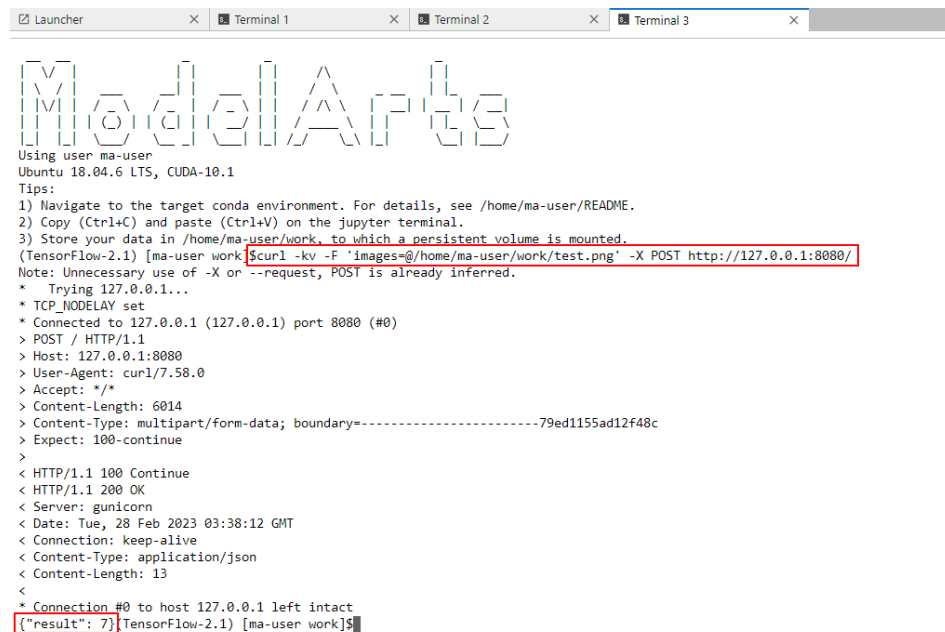 Launcher
Terminal 1
Terminal 2
Terminal 3
ModelArts
Using user ma-user
Ubuntu 18.04.6 LTS, CUDA-10.1
Tips:
1) Navigate to the target conda environment. For details, see /home/ma-user/README.
2) Copy (Ctrl+C) and paste (Ctrl+V) on the jupyter terminal.
3) Store your data in /home/ma-user/work, to which a persistent volume is mounted.
(TensorFlow-2.1) [ma-user work]$curl -kv -F 'images=@/home/ma-user/work/test.png' -X POST http://127.0.0.1:8080/
Note: Unnecessary use of -X or --request, POST is already inferred.
*   Trying 127.0.0.1...
* TCP_NODELAY set
* Connected to 127.0.0.1 (127.0.0.1) port 8080 (#0)
> POST / HTTP/1.1
> Host: 127.0.0.1:8080
> User-Agent: curl/7.58.0
> Accept: */*
> Content-Length: 6014
> Content-Type: multipart/form-data; boundary=------------------------79ed1155ad12f48c
> Expect: 100-continue
>
< HTTP/1.1 100 Continue
< HTTP/1.1 200 OK
< Server: gunicorn
< Date: Tue, 28 Feb 2023 03:38:12 GMT
< Connection: keep-alive
< Content-Type: application/json
< Content-Length: 13
<
* Connection #0 to host 127.0.0.1 left intact
{"result": 7}(TensorFlow-2.1) [ma-user work]$